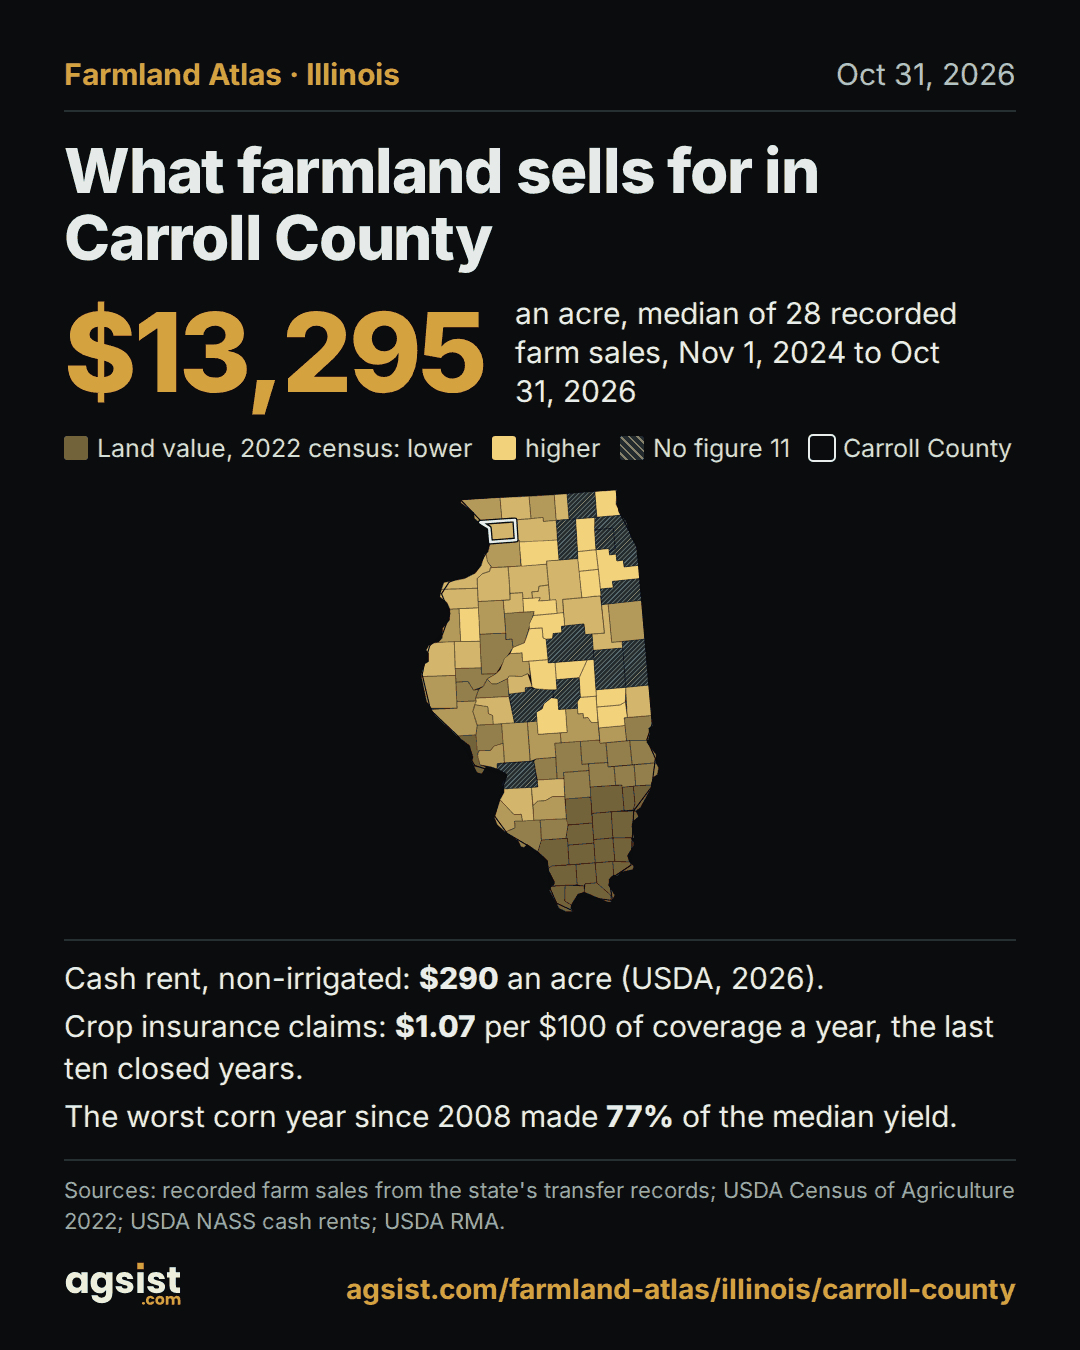 Farmland Atlas · Illinois
Oct 31, 2026
What farmland sells for in
Carroll County
$13,295
an acre, median of 28 recorded
farm sales, Nov 1, 2024 to Oct
31, 2026
Land value, 2022 census: lower higher No figure 11 Carroll County
Cash rent, non-irrigated: $290 an acre (USDA, 2026).
Crop insurance claims: $1.07 per $100 of coverage a year, the last
ten closed years.
The worst corn year since 2008 made 77% of the median yield.
Sources: recorded farm sales from the state's transfer records; USDA Census of Agriculture
2022; USDA NASS cash rents; USDA RMA.
agsist
.com
agsist.com/farmland-atlas/illinois/carroll-county